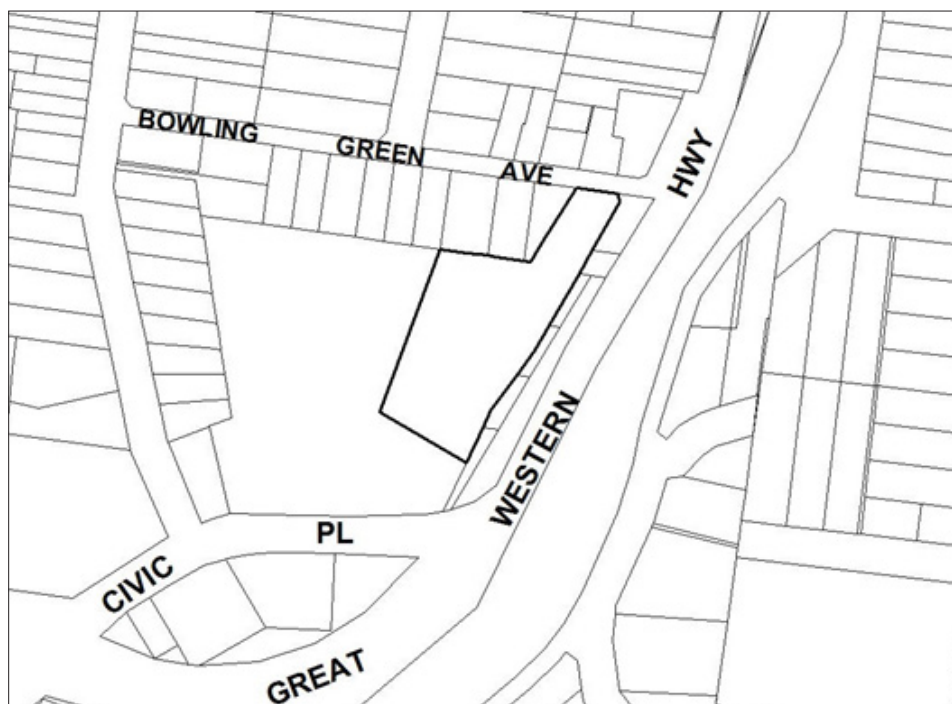 BOWLING GREEN AVE
HWY
WESTERN
PL
CIVIC
GREAT